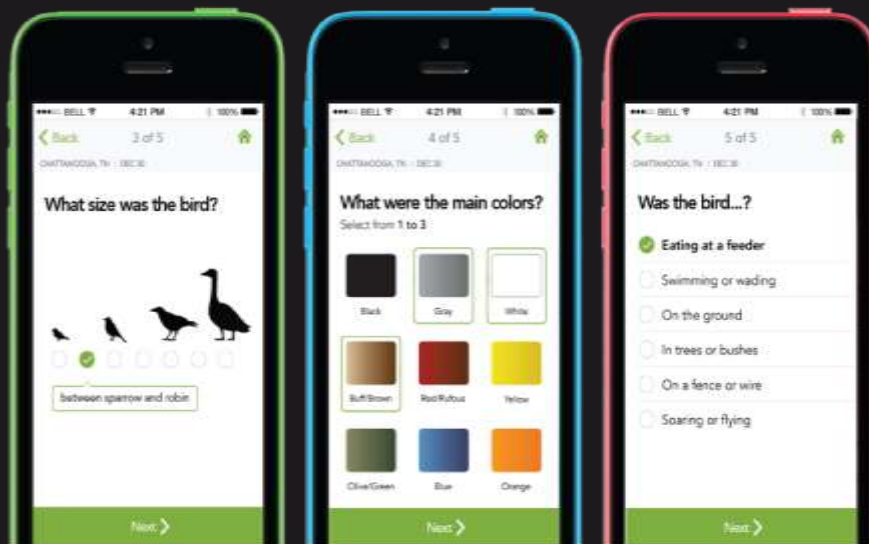 BELL 4:21 PM 100%
Back 3 of 5
CHATTANOOGA, TN | DEC 30
What size was the bird?
between sparrow and robin
Next
BELL 4:21 PM 100%
Back 4 of 5
CHATTANOOGA, TN | DEC 30
What were the main colors?
Select from 1 to 3
Black Gray White
Buff/Brown Red/Rufous Yellow
Olive/Green Blue Orange
Next
BELL 4:21 PM 100%
Back 5 of 5
CHATTANOOGA, TN | DEC 30
Was the bird...?
Eating at a feeder
Swimming or wading
On the ground
In trees or bushes
On a fence or wire
Soaring or flying
Next